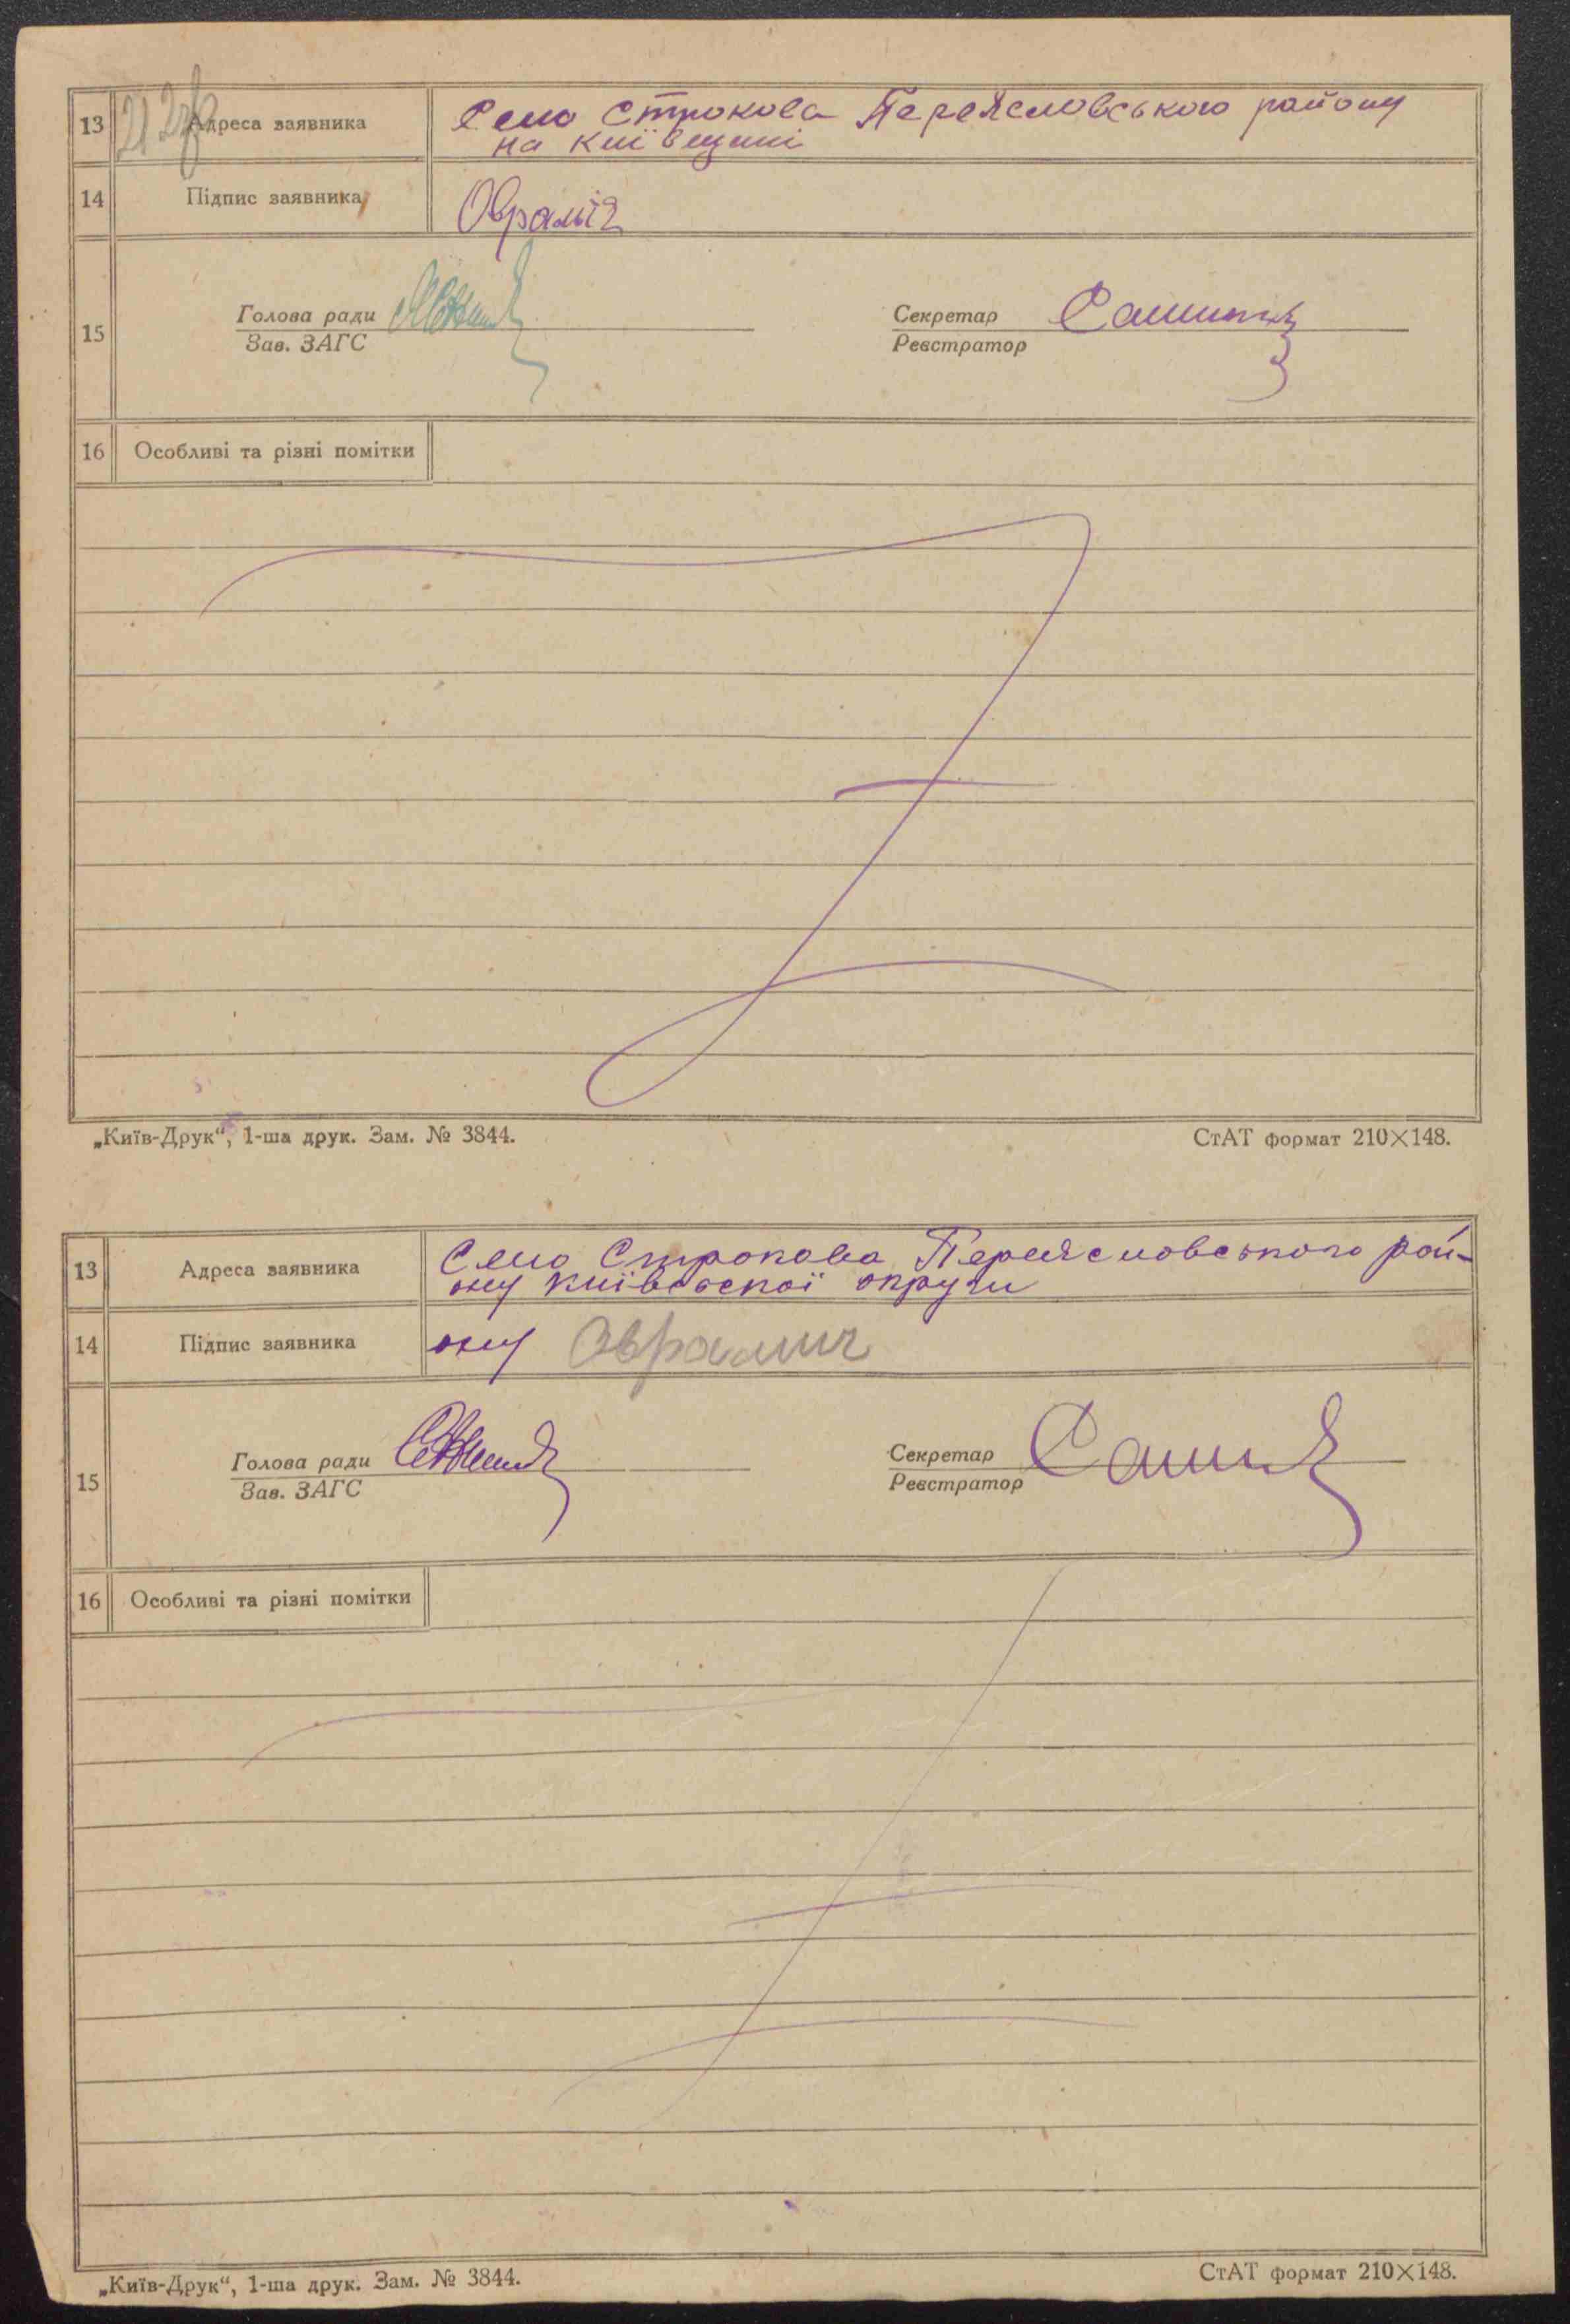 13 Адреса заявника Село Строкова Переяславського району
на Київщині
14 Підпис заявника
15 Голова ради Секретар
Зав. ЗАГС Реєстратор
16 Особливі та різні помітки
„Київ-Друк“, 1-ша друк. Зам. № 3844. СтАТ формат 210×148.
13 Адреса заявника Село Строкова Переяславського рай-
ону Київської округи
14 Підпис заявника
15 Голова ради Секретар
Зав. ЗАГС Реєстратор
16 Особливі та різні помітки
„Київ-Друк“, 1-ша друк. Зам. № 3844. СтАТ формат 210×148.